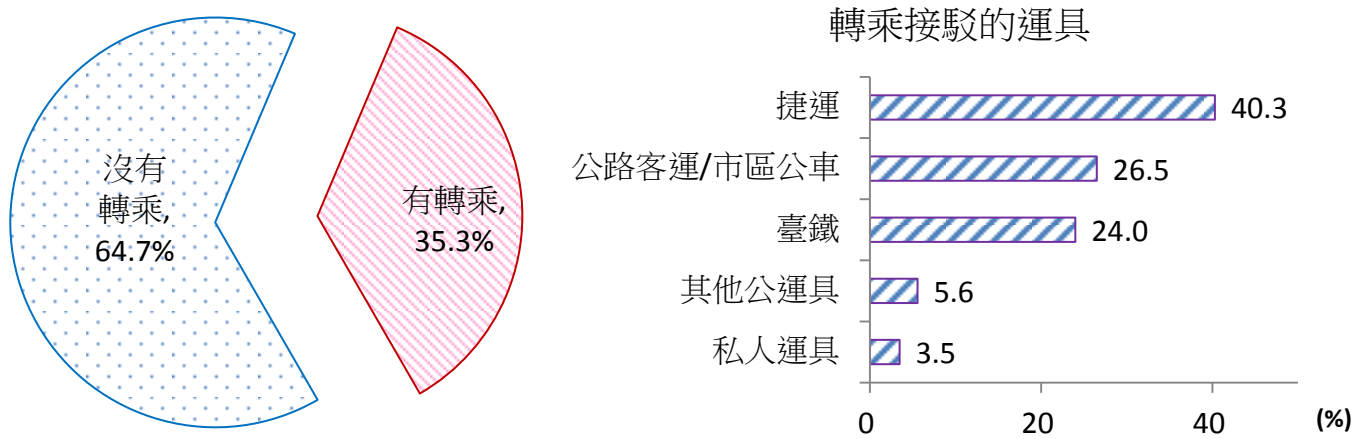 沒有
轉乘,
64.7%
有轉乘,
35.3%
轉乘接駁的運具
捷運 40.3
公路客運/市區公車 26.5
臺鐵 24.0
其他公運具 5.6
私人運具 3.5
0 20 40 (%)